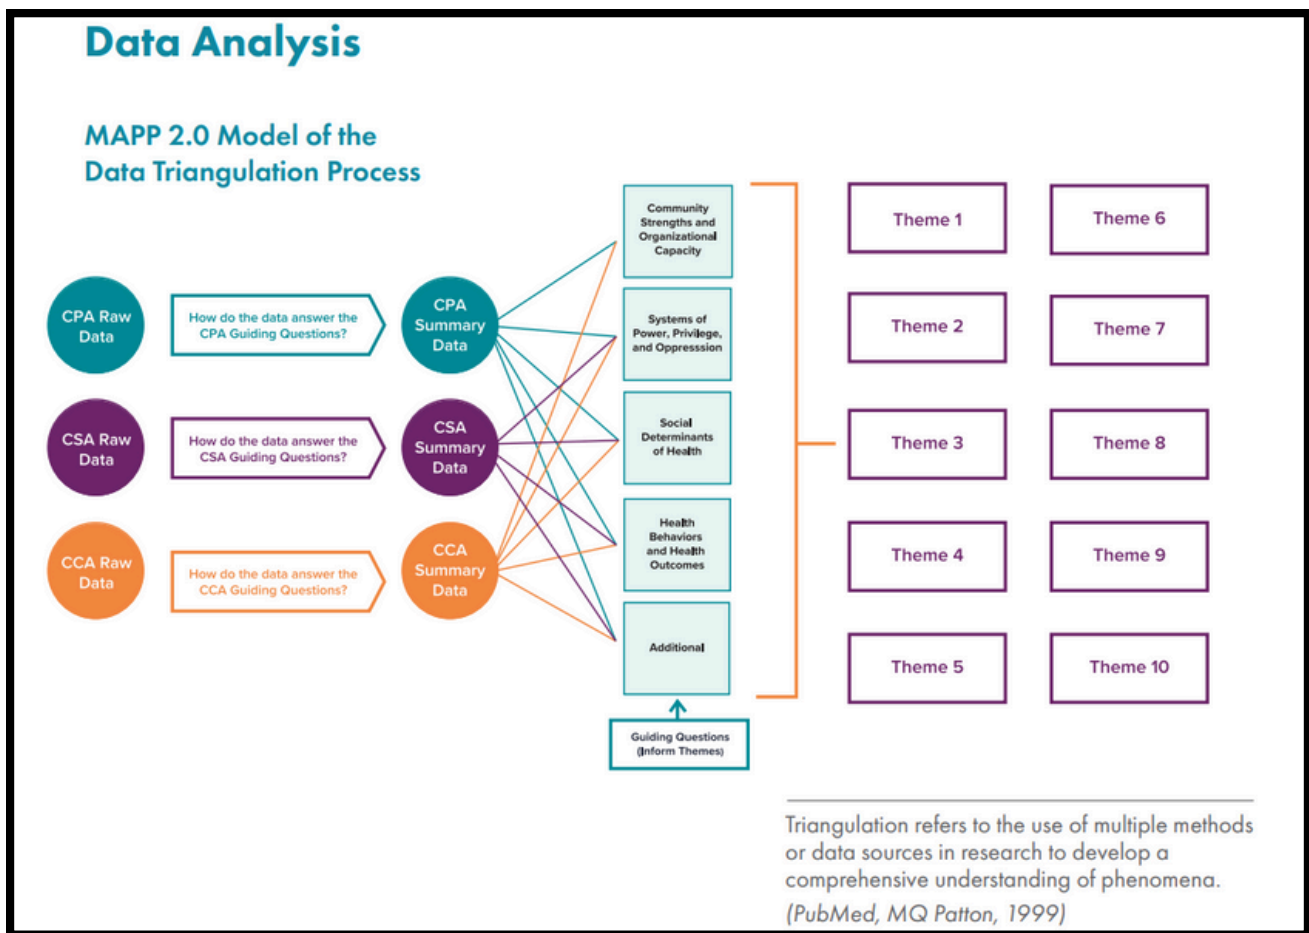 Data Analysis
MAPP 2.0 Model of the
Data Triangulation Process
CPA Raw
Data
How do the data answer the
CPA Guiding Questions?
CPA
Summary
Data
CSA Raw
Data
How do the data answer the
CSA Guiding Questions?
CSA
Summary
Data
CCA Raw
Data
How do the data answer the
CCA Guiding Questions?
CCA
Summary
Data
Community
Strengths and
Organizational
Capacity
Systems of
Power, Privilege,
and Oppresssion
Social
Determinants
of Health
Health
Behaviors
and Health
Outcomes
Additional
Guiding Questions
(Inform Themes)
Theme 1
Theme 6
Theme 2
Theme 7
Theme 3
Theme 8
Theme 4
Theme 9
Theme 5
Theme 10
Triangulation refers to the use of multiple methods
or data sources in research to develop a
comprehensive understanding of phenomena.
(PubMed, MQ Patton, 1999)